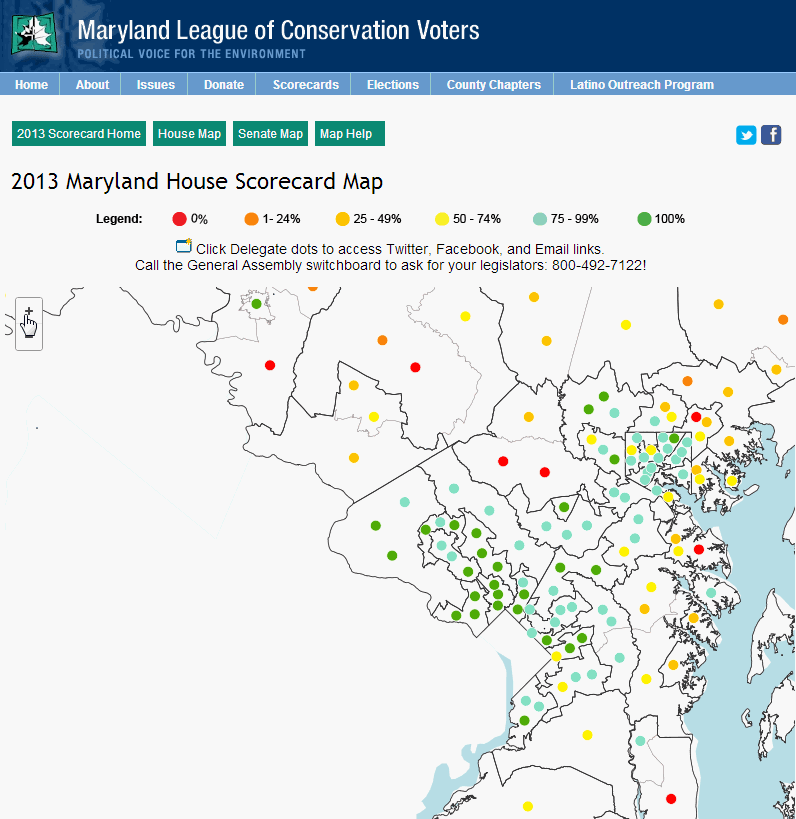 Maryland League of Conservation Voters
POLITICAL VOICE FOR THE ENVIRONMENT
Home About Issues Donate Scorecards Elections County Chapters Latino Outreach Program
2013 Scorecard Home House Map Senate Map Map Help
2013 Maryland House Scorecard Map
Legend: 0% 1- 24% 25 - 49% 50 - 74% 75 - 99% 100%
Click Delegate dots to access Twitter, Facebook, and Email links.
Call the General Assembly switchboard to ask for your legislators: 800-492-7122!